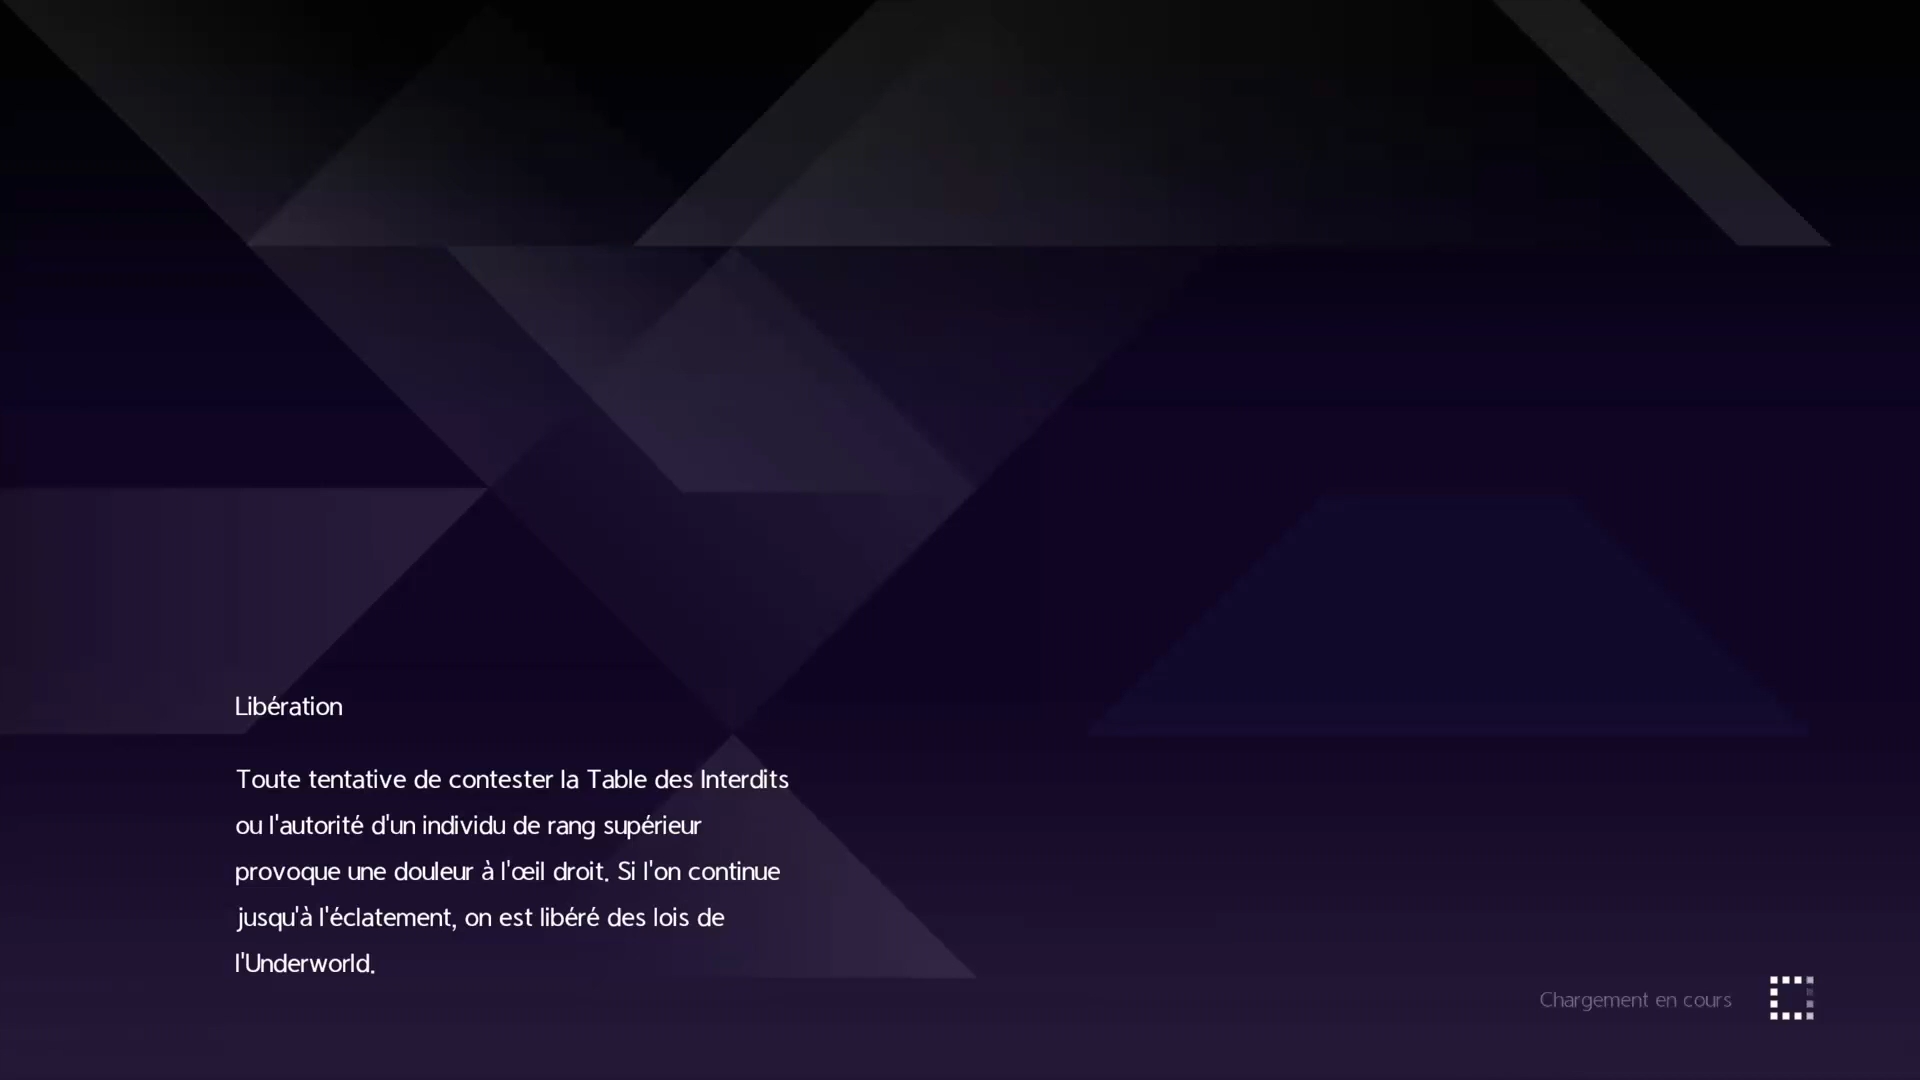 Libération
Toute tentative de contester la Table des Interdits
ou l'autorité d'un individu de rang supérieur
provoque une douleur à l'œil droit. Si l'on continue
jusqu'à l'éclatement, on est libéré des lois de
l'Underworld.
Chargement en cours